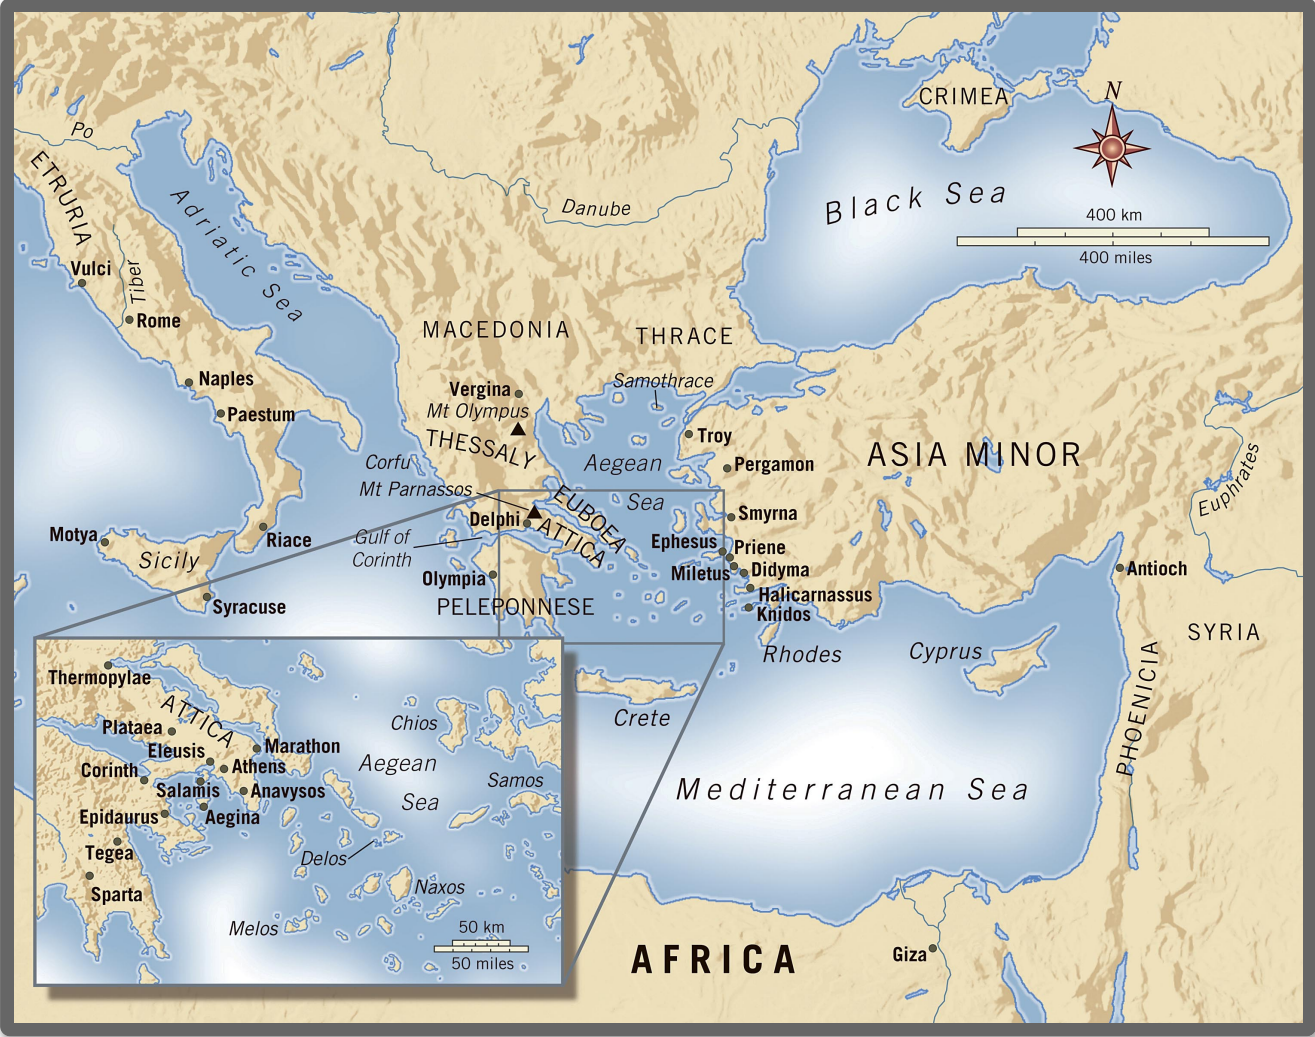 CRIMEA
N
Po
ETRURIA
Adriatic Sea
Danube
Black Sea
400 km
400 miles
Vulci
Tiber
Rome
MACEDONIA
THRACE
Naples
Paestum
Vergina
Mt Olympus
Samothrace
THESSALY
Troy
ASIA MINOR
Corfu
Aegean
Sea
Pergamon
Euphrates
Mt Parnassos
EUBOEA
Smyrna
Delphi
ATTICA
Motya
Sicily
Riace
Gulf of
Corinth
Ephesus
Priene
Miletus
Didyma
Antioch
Olympia
Halicarnassus
Syracuse
PELEPONNESE
Knidos
SYRIA
Rhodes
Cyprus
PHOENICIA
Crete
Mediterranean Sea
AFRICA
Giza
Thermopylae
ATTICA
Plataea
Chios
Eleusis
Marathon
Aegean
Sea
Corinth
Athens
Samos
Salamis
Anavysos
Epidaurus
Aegina
Tegea
Delos
Sparta
Naxos
Melos
50 km
50 miles